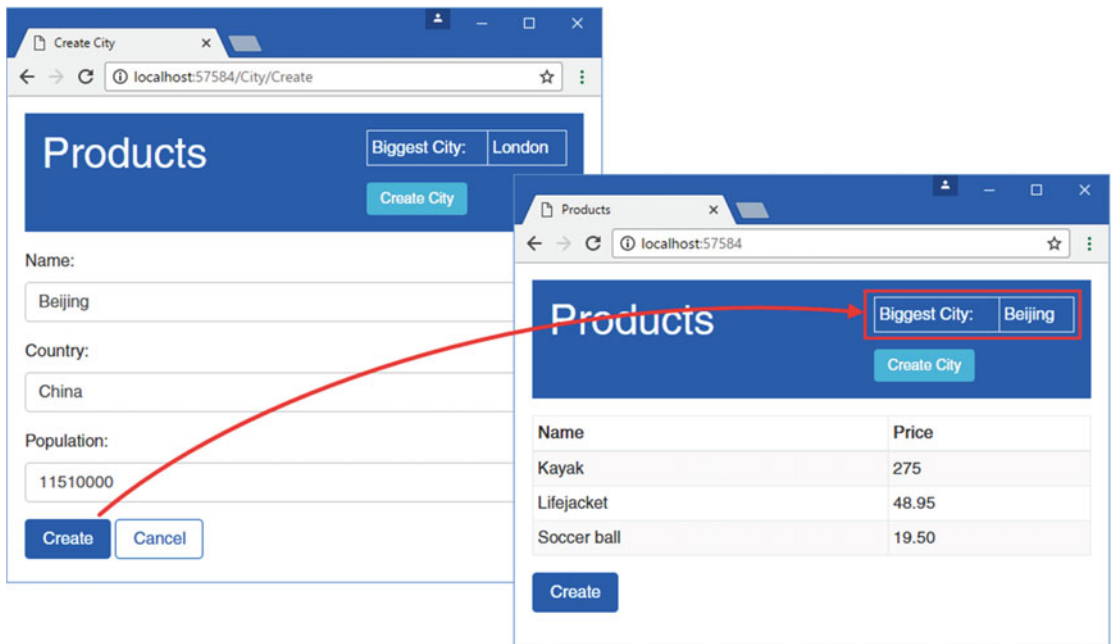 Create City
localhost:57584/City/Create
Products
Biggest City: London
Create City
Name:
Beijing
Country:
China
Population:
11510000
Create Cancel
Products
localhost:57584
Products
Biggest City: Beijing
Create City
Name Price
Kayak 275
Lifejacket 48.95
Soccer ball 19.50
Create